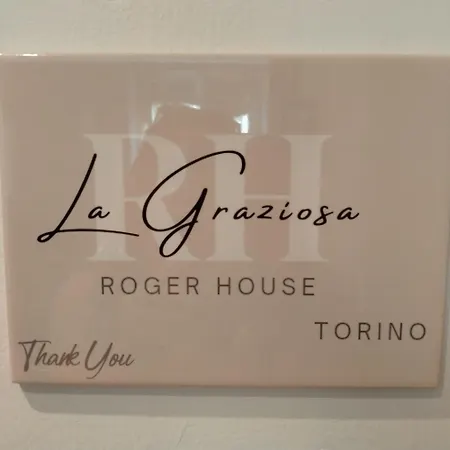 RH
La Graziosa
ROGER HOUSE
TORINO
Thank You